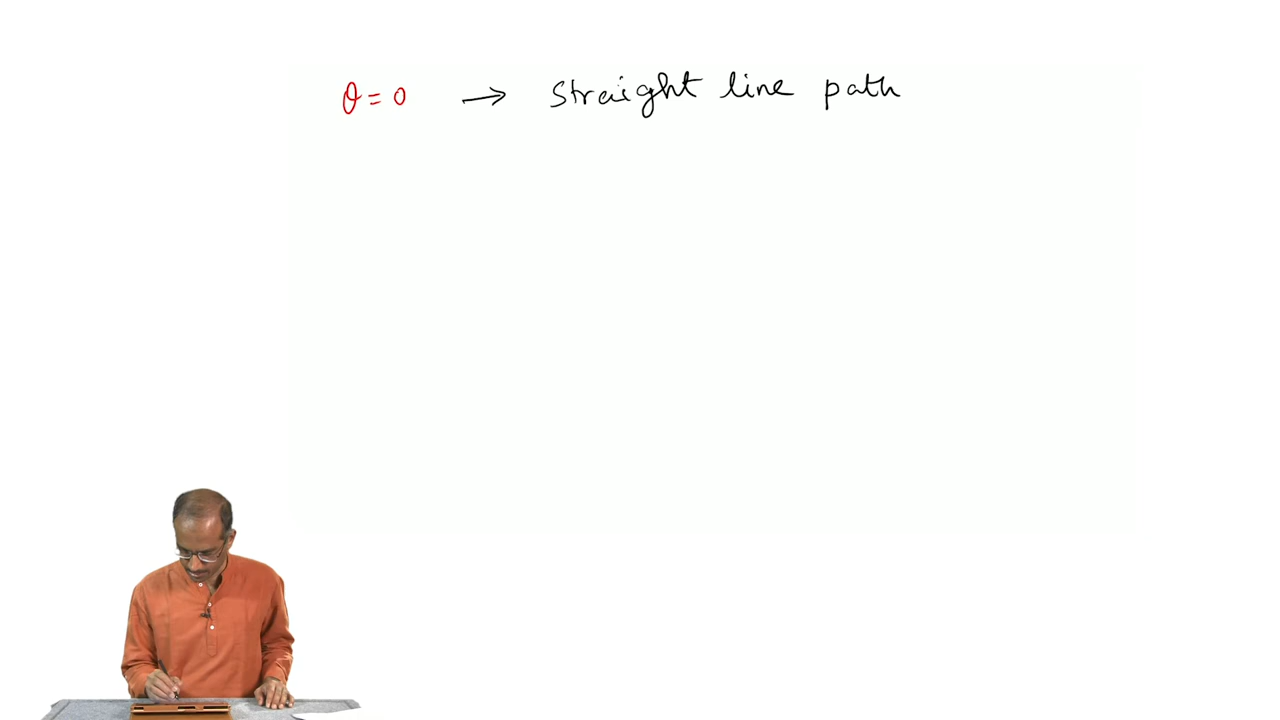 θ = 0 → straight line path